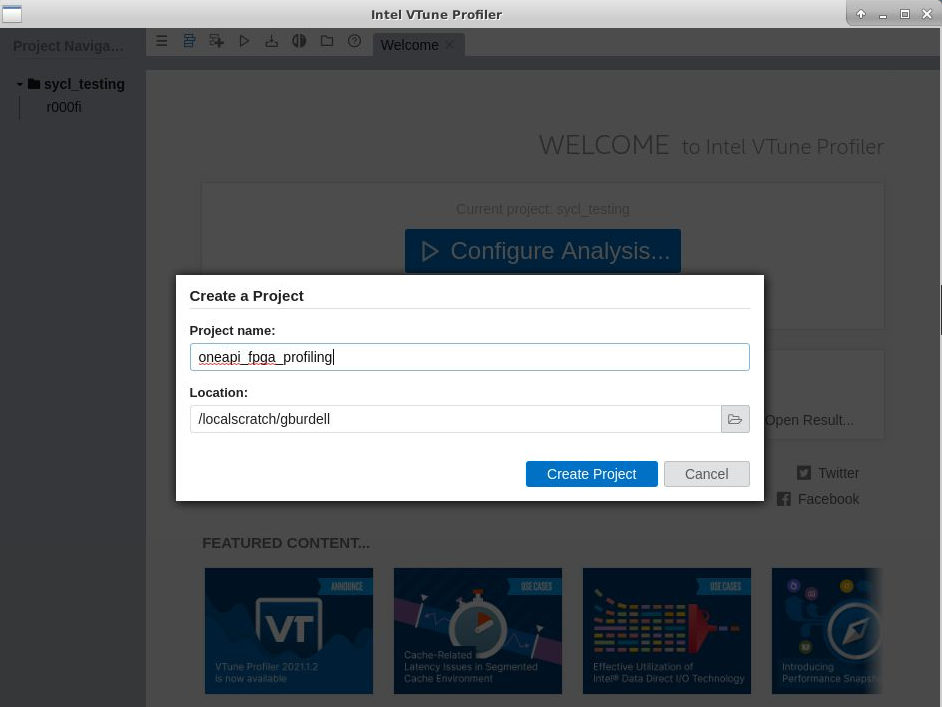 Intel VTune Profiler
Project Naviga...
Welcome
sycl_testing
r000fi
WELCOME to Intel VTune Profiler
Current project: sycl_testing
Configure Analysis...
Create a Project
Project name:
oneapi_fpga_profiling
Location:
/localscratch/gburdell
Create Project Cancel
Open Result...
Twitter
Facebook
FEATURED CONTENT...
ANNOUNCE
VT
VTune Profiler 2021.1.2
is now available
USE CASES
Cache-Related
Latency Issues in Segmented
Cache Environment
USE CASES
Effective Utilization of
Intel® Data Direct I/O Technology
Introducing
Performance Snapsh